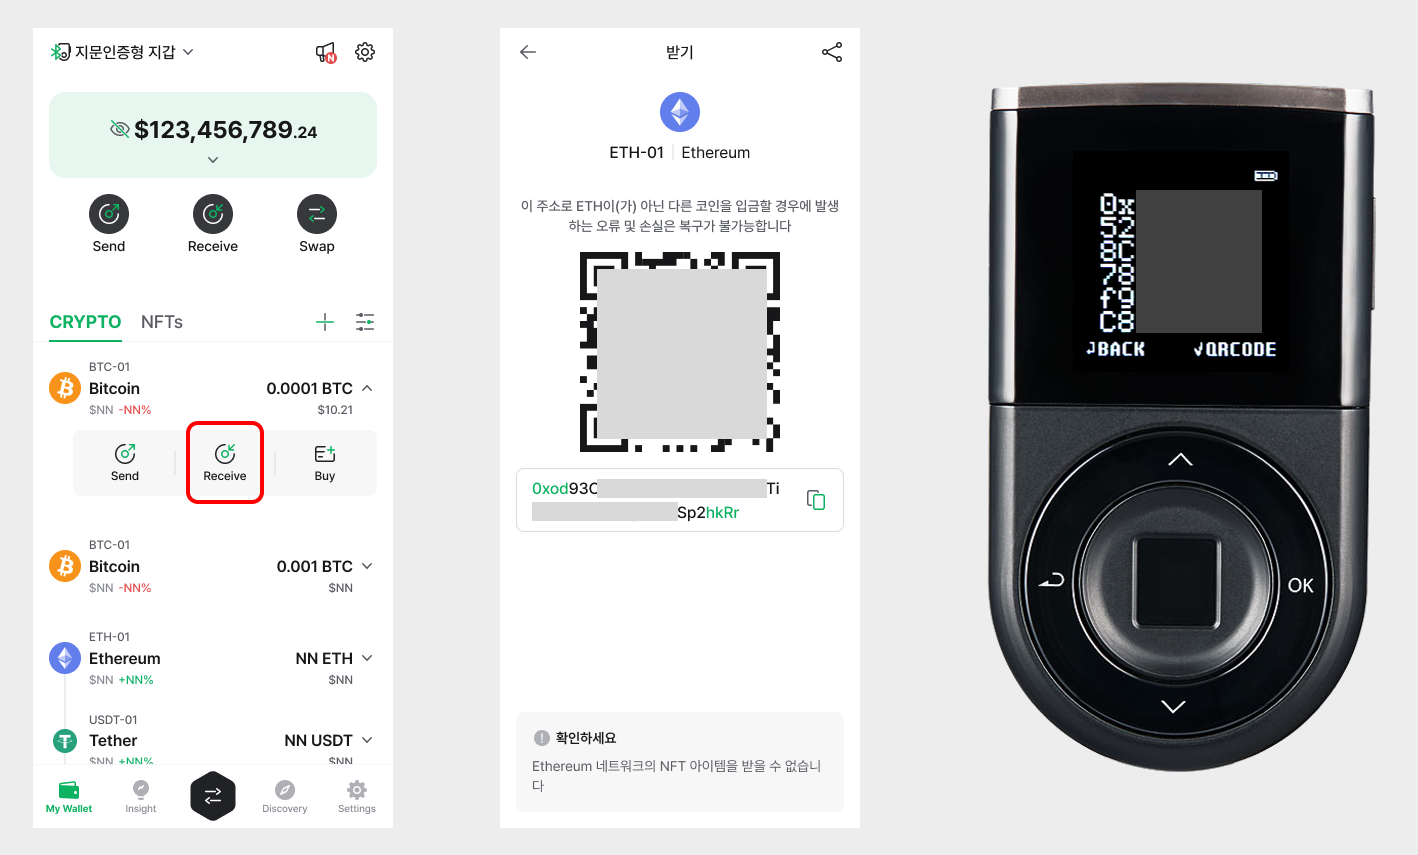 지문인증형 지갑
N
$123,456,789.24
Send
Receive
Swap
CRYPTO
NFTs
BTC-01
Bitcoin
0.0001 BTC
$NN -NN%
$10.21
Send
Receive
Buy
BTC-01
Bitcoin
0.001 BTC
$NN -NN%
$NN
ETH-01
Ethereum
NN ETH
$NN +NN%
$NN
USDT-01
Tether
NN USDT
$NN +NN%
$NN
My Wallet
Insight
Discovery
Settings
받기
ETH-01 | Ethereum
이 주소로 ETH이(가) 아닌 다른 코인을 입금할 경우에 발생
하는 오류 및 손실은 복구가 불가능합니다
0xod93C
Ti
Sp2hkRr
확인하세요
Ethereum 네트워크의 NFT 아이템을 받을 수 없습니
다
0x
52
8C
78
f9
C8
BACK
QRCODE
OK